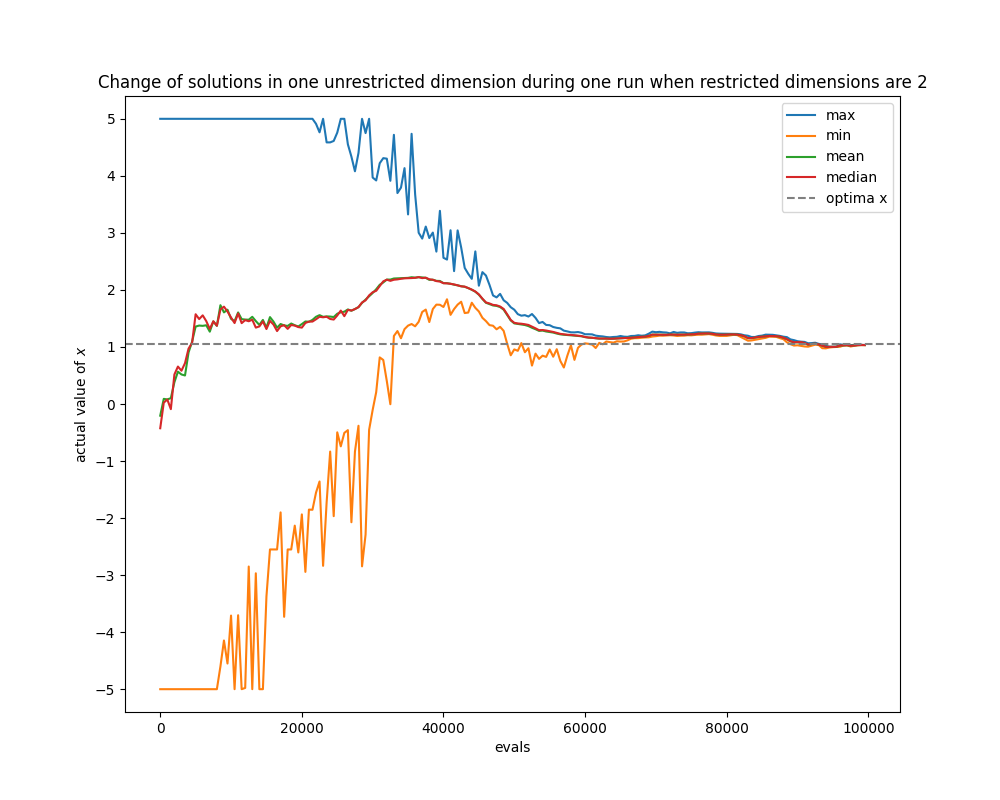 Change of solutions in one unrestricted dimension during one run when restricted dimensions are 2
max
min
mean
median
optima x
5
4
3
2
1
0
−1
−2
−3
−4
−5
actual value of x
0 20000 40000 60000 80000 100000
evals